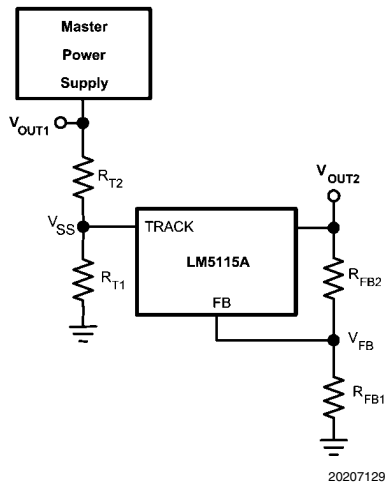 Master
Power
Supply
VOUT1
RT2
VOUT2
VSS
TRACK
LM5115A
RT1
RFB2
FB
VFB
RFB1
20207129